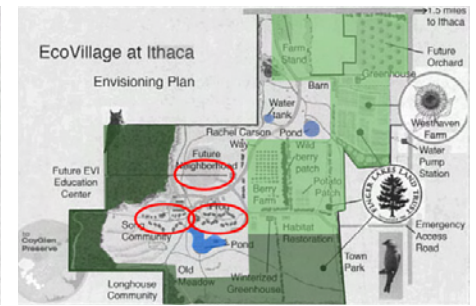 1.5 miles
to Ithaca
EcoVillage at Ithaca
Envisioning Plan
Farm
Stand
Future
Orchard
Greenhouse
Barn
Water
tank
Westhaven
Farm
Rachel Carson
Way
Pond
Water
Pump
Station
Future
Neighborhood
Wild
berry
patch
Future EVI
Education
Center
Berry
Farm
Potato
Patch
FINGER LAKES LAND TRUST
Song
Community
Frog
Habitat
Restoration
Emergency
Access
Road
to
CoyGlen
Preserve
Pond
Town
Park
Old
Meadow
Winterized
Greenhouse
Longhouse
Community